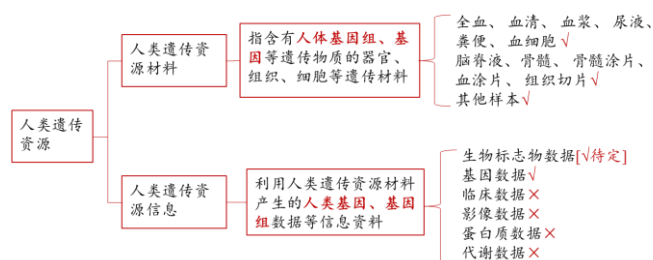 人类遗传
资源
人类遗传资
源材料
指含有人体基因组、基
因等遗传物质的器官、
组织、细胞等遗传材料
全血、血清、血浆、尿液、
粪便、血细胞√
脑脊液、骨髓、骨髓涂片、
血涂片、组织切片√
其他样本√
人类遗传资
源信息
利用人类遗传资源材料
产生的人类基因、基因
组数据等信息资料
生物标志物数据[√待定]
基因数据√
临床数据×
影像数据×
蛋白质数据×
代谢数据×